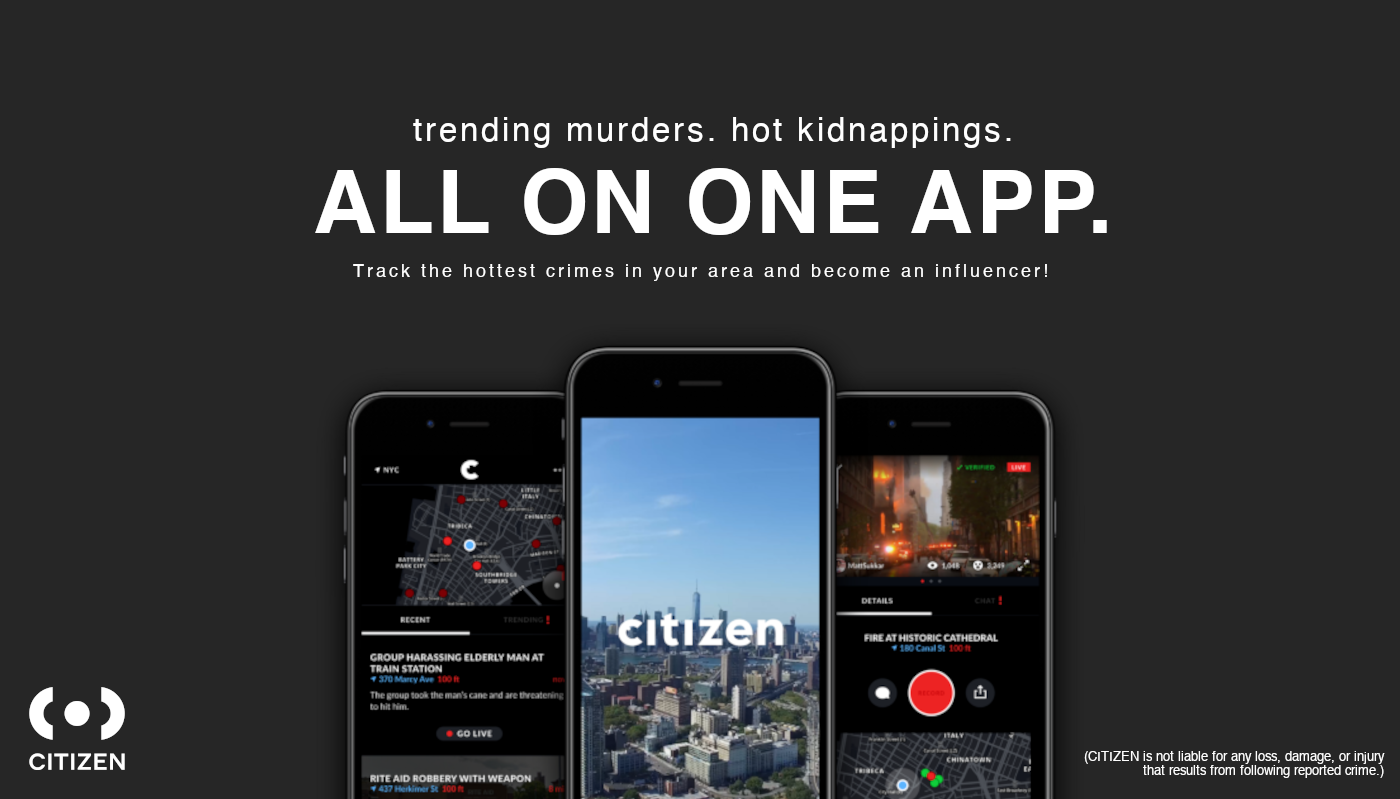 trending murders. hot kidnappings.
ALL ON ONE APP.
Track the hottest crimes in your area and become an influencer!
NYC
LITTLE
ITALY
CHINATOWN
TRIBECA
BATTERY
PARK CITY
SOUTHBRIDGE
TOWERS
RECENT
TRENDING
GROUP HARASSING ELDERLY MAN AT
TRAIN STATION
370 Marcy Ave 100 ft
The group took the man's cane and are threatening
to hit him.
GO LIVE
RITE AID ROBBERY WITH WEAPON
437 Herkimer St 100 ft
citizen
VERIFIED
LIVE
MattSukkar
1,048
3,249
DETAILS
CHAT
FIRE AT HISTORIC CATHEDRAL
180 Canal St 100 ft
RECORD
ITALY
CHINATOWN
TRIBECA
CITIZEN
(CITIZEN is not liable for any loss, damage, or injury
that results from following reported crime.)